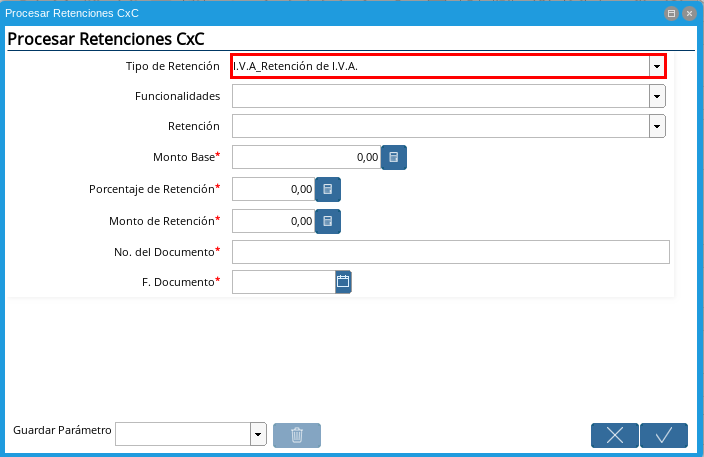 Procesar Retenciones CxC
Procesar Retenciones CxC
Tipo de Retención I.V.A_Retención de I.V.A.
Funcionalidades
Retención
Monto Base* 0,00
Porcentaje de Retención* 0,00
Monto de Retención* 0,00
No. del Documento*
F. Documento*
Guardar Parámetro